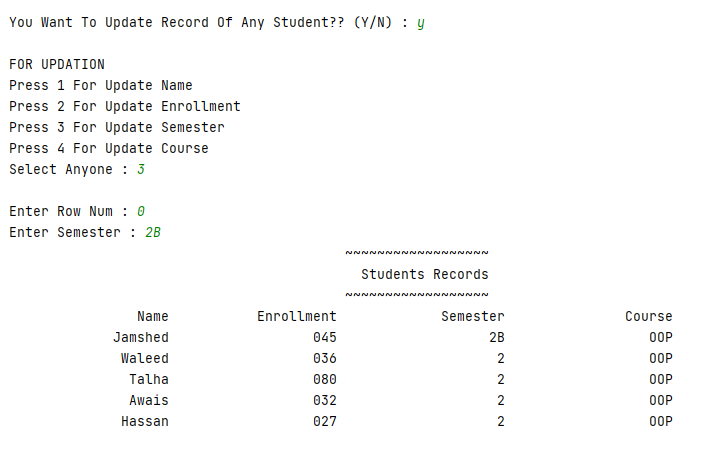 You Want To Update Record Of Any Student?? (Y/N) : y
FOR UPDATION
Press 1 For Update Name
Press 2 For Update Enrollment
Press 3 For Update Semester
Press 4 For Update Course
Select Anyone : 3
Enter Row Num : 0
Enter Semester : 2B
~~~~~~~~~~~~~~~~~~
Students Records
~~~~~~~~~~~~~~~~~~
Name Enrollment Semester Course
Jamshed 045 2B OOP
Waleed 036 2 OOP
Talha 080 2 OOP
Awais 032 2 OOP
Hassan 027 2 OOP